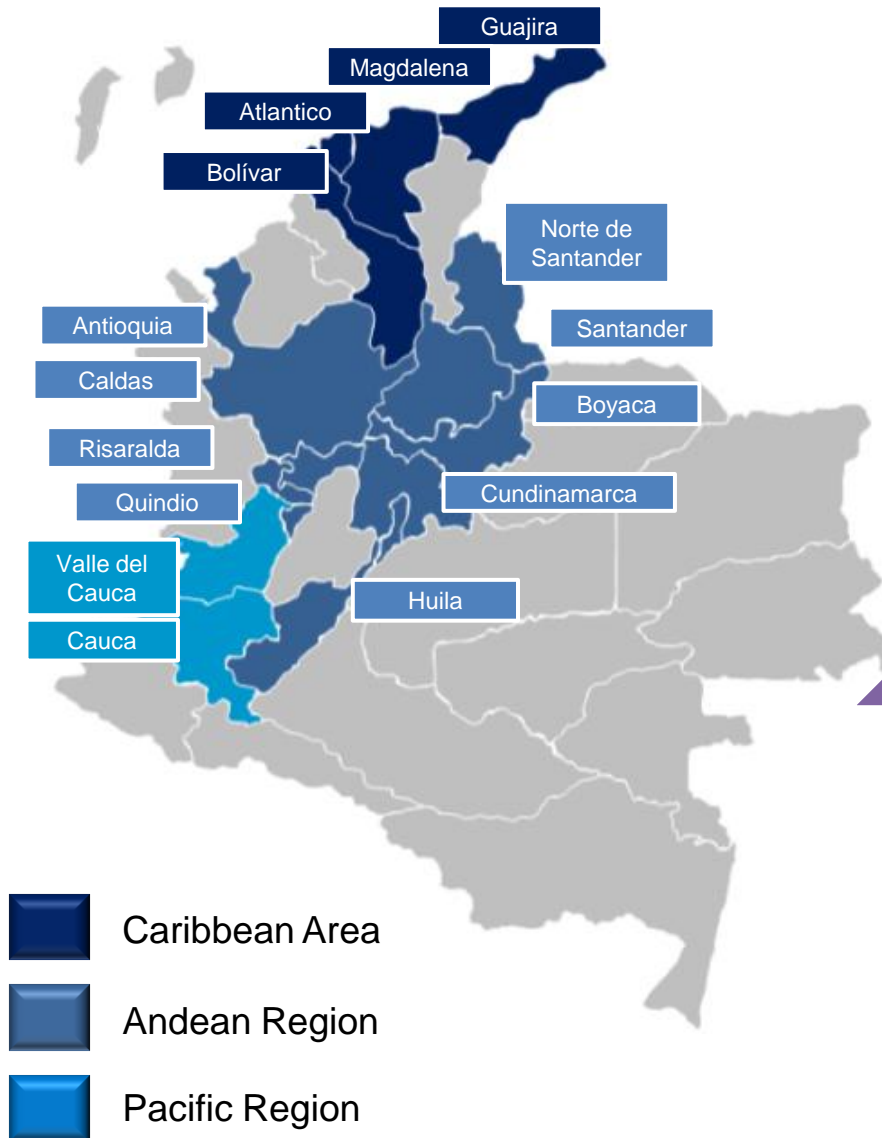 Guajira
Magdalena
Atlantico
Bolívar
Norte de
Santander
Antioquia
Santander
Caldas
Boyaca
Risaralda
Quindio
Cundinamarca
Valle del
Cauca
Huila
Cauca
Caribbean Area
Andean Region
Pacific Region